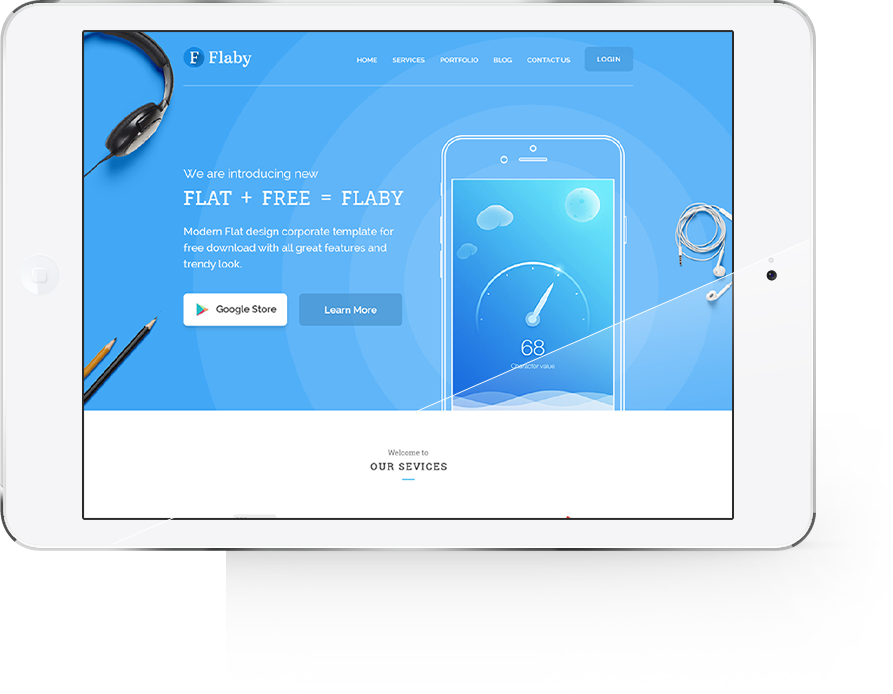 F Flaby
HOME SERVICES PORTFOLIO BLOG CONTACT US LOGIN
We are introducing new
FLAT + FREE = FLABY
Modern Flat design corporate template for
free download with all great features and
trendy look.
Google Store Learn More
68
Character value
Welcome to
OUR SEVICES